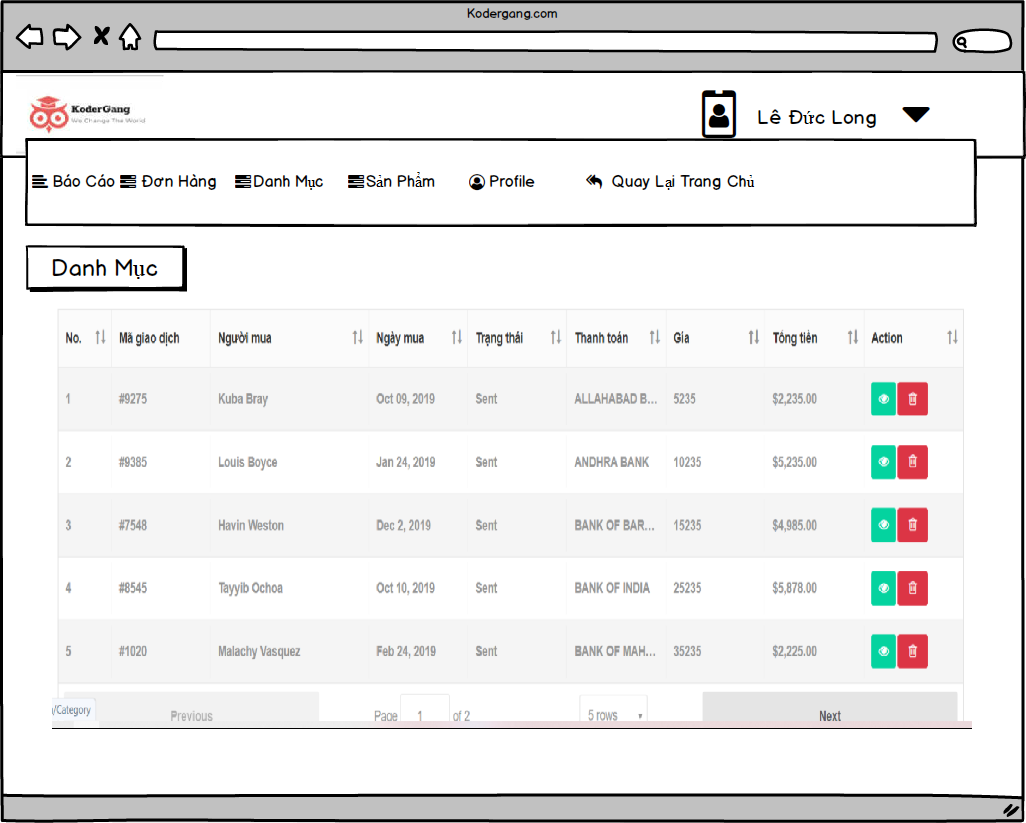 Kodergang.com
KoderGang
We Change The World
Lê Đức Long
Báo Cáo Đơn Hàng Danh Mục Sản Phẩm Profile Quay Lại Trang Chủ
Danh Mục
No. Mã giao dịch Người mua Ngày mua Trạng thái Thanh toán Gía Tổng tiền Action
1 #9275 Kuba Bray Oct 09, 2019 Sent ALLAHABAD B... 5235 $2,235.00
2 #9385 Louis Boyce Jan 24, 2019 Sent ANDHRA BANK 10235 $5,235.00
3 #7548 Havin Weston Dec 2, 2019 Sent BANK OF BAR... 15235 $4,985.00
4 #8545 Tayyib Ochoa Oct 10, 2019 Sent BANK OF INDIA 25235 $5,878.00
5 #1020 Malachy Vasquez Feb 24, 2019 Sent BANK OF MAH... 35235 $2,225.00
/Category Previous Page 1 of 2 5 rows Next